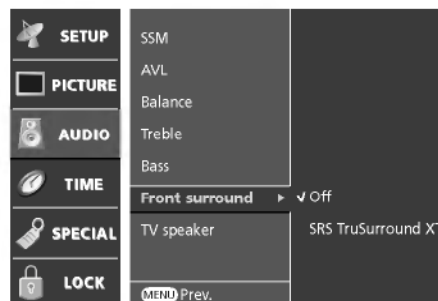 SETUP
PICTURE
AUDIO
TIME
SPECIAL
LOCK
SSM
AVL
Balance
Treble
Bass
Front surround ▶ ✓ Off
TV speaker SRS TruSurround XT
MENU Prev.